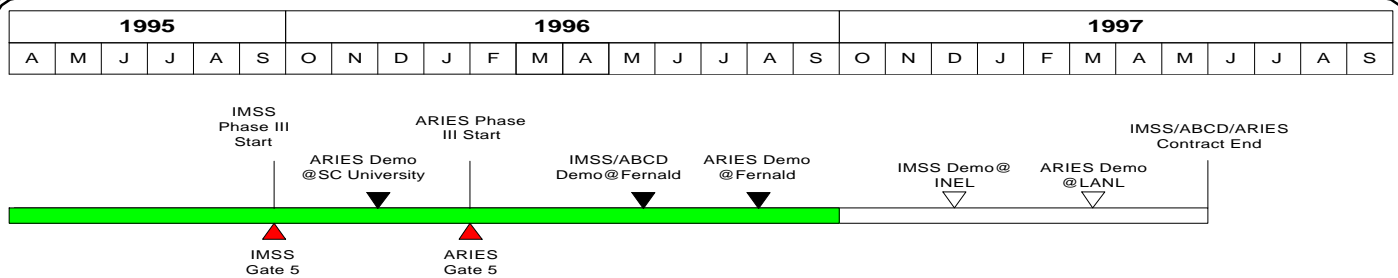 1995 1996 1997
A M J J A S O N D J F M A M J J A S O N D J F M A M J J A S
IMSS
Phase III
Start
ARIES Phase
III Start
IMSS/ABCD/ARIES
Contract End
ARIES Demo
@SC University
IMSS/ABCD
Demo@Fernald
ARIES Demo
@Fernald
IMSS Demo@
INEL
ARIES Demo
@LANL
IMSS
Gate 5
ARIES
Gate 5